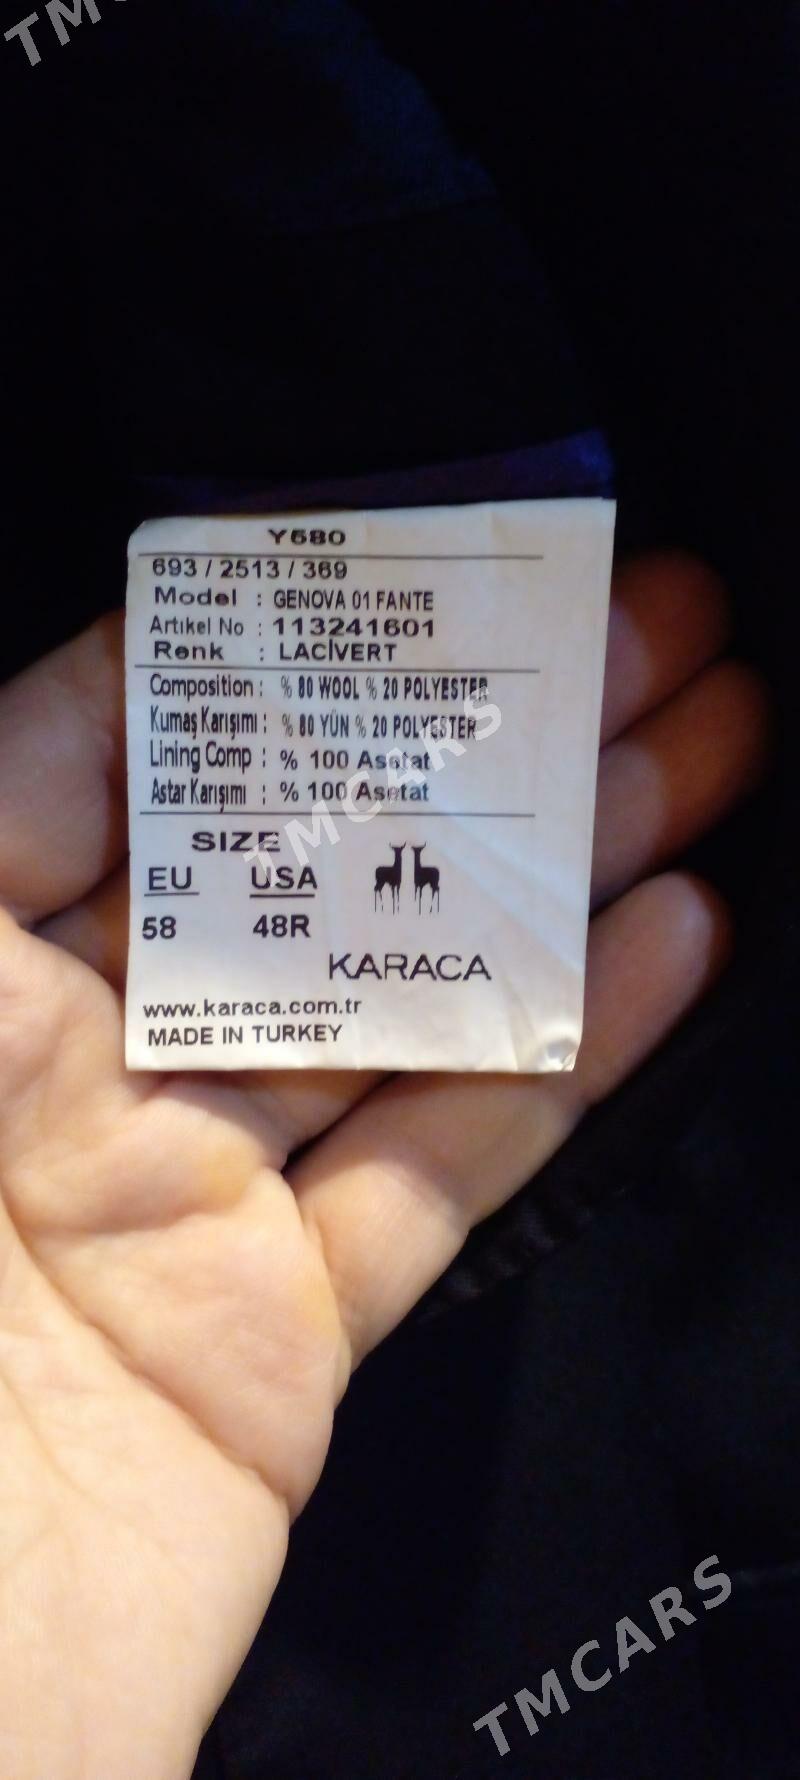 Y580
693 / 2513 / 369
Model : GENOVA 01 FANTE
Artıkel No : 113241601
Renk : LACİVERT
Composition : % 80 WOOL % 20 POLYESTER
Kumaş Karışımı : % 80 YÜN % 20 POLYESTER
Lining Comp : % 100 Asetat
Astar Karışımı : % 100 Asetat
SIZE
EU USA
58 48R
KARACA
www.karaca.com.tr
MADE IN TURKEY
TMCARS
TMCARS